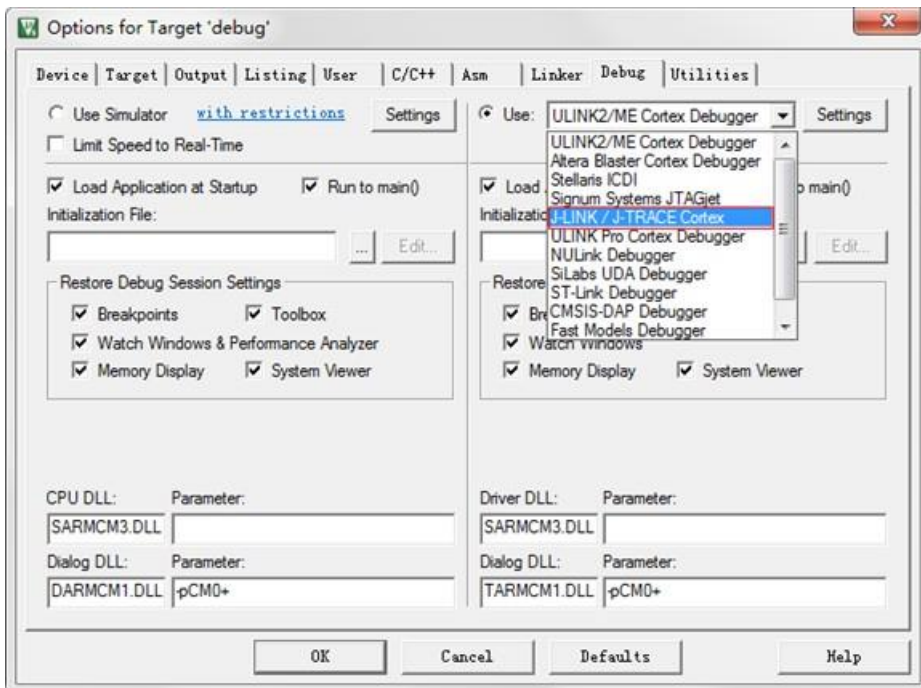 Options for Target 'debug'
Device Target Output Listing User C/C++ Asm Linker Debug Utilities
Use Simulator with restrictions Settings
Limit Speed to Real-Time
Load Application at Startup Run to main()
Initialization File:
... Edit...
Restore Debug Session Settings
Breakpoints Toolbox
Watch Windows & Performance Analyzer
Memory Display System Viewer
CPU DLL: Parameter:
SARMCM3.DLL
Dialog DLL: Parameter:
DARMCM1.DLL -pCM0+
Use: ULINK2/ME Cortex Debugger Settings
ULINK2/ME Cortex Debugger
Altera Blaster Cortex Debugger
Stellaris ICDI
Signum Systems JTAGjet
J-LINK / J-TRACE Cortex
ULINK Pro Cortex Debugger
NULink Debugger
SiLabs UDA Debugger
ST-Link Debugger
CMSIS-DAP Debugger
Fast Models Debugger
Load main()
Edit...
Restore
Watch Windows
Memory Display System Viewer
Driver DLL: Parameter:
SARMCM3.DLL
Dialog DLL: Parameter:
TARMCM1.DLL -pCM0+
OK Cancel Defaults Help